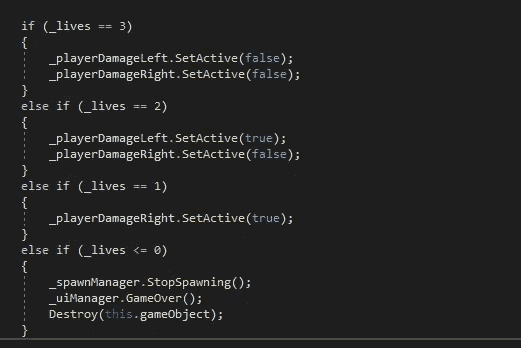 if (_lives == 3)
{
_playerDamageLeft.SetActive(false);
_playerDamageRight.SetActive(false);
}
else if (_lives == 2)
{
_playerDamageLeft.SetActive(true);
_playerDamageRight.SetActive(false);
}
else if (_lives == 1)
{
_playerDamageRight.SetActive(true);
}
else if (_lives <= 0)
{
_spawnManager.StopSpawning();
_uiManager.GameOver();
Destroy(this.gameObject);
}